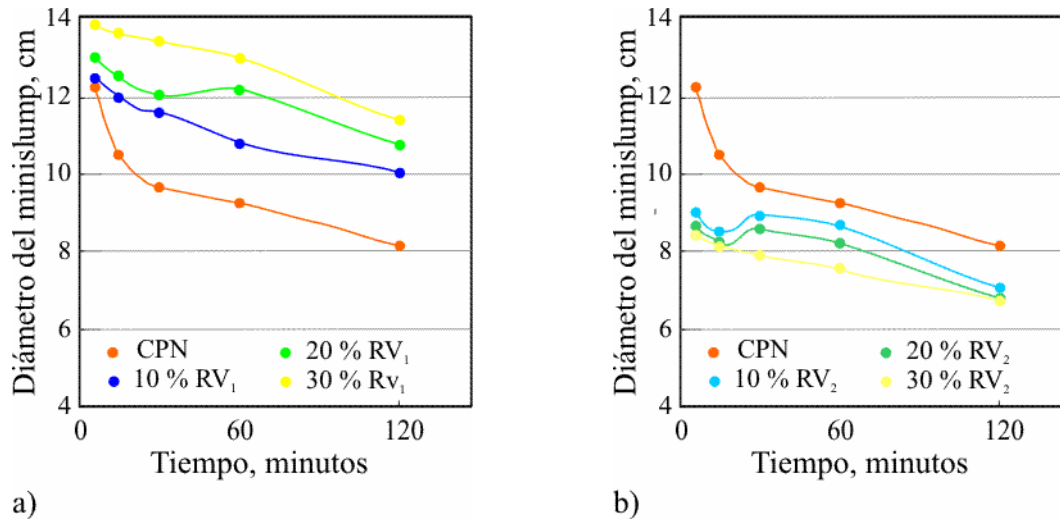 Diámetro del minislump, cm
14
12
10
8
6
4
CPN
20 % RV₁
10 % RV₁
30 % Rv₁
0
60
120
Tiempo, minutos
a)
Diámetro del minislump, cm
14
12
10
8
6
4
CPN
20 % RV₂
10 % RV₂
30 % RV₂
0
60
120
Tiempo, minutos
b)